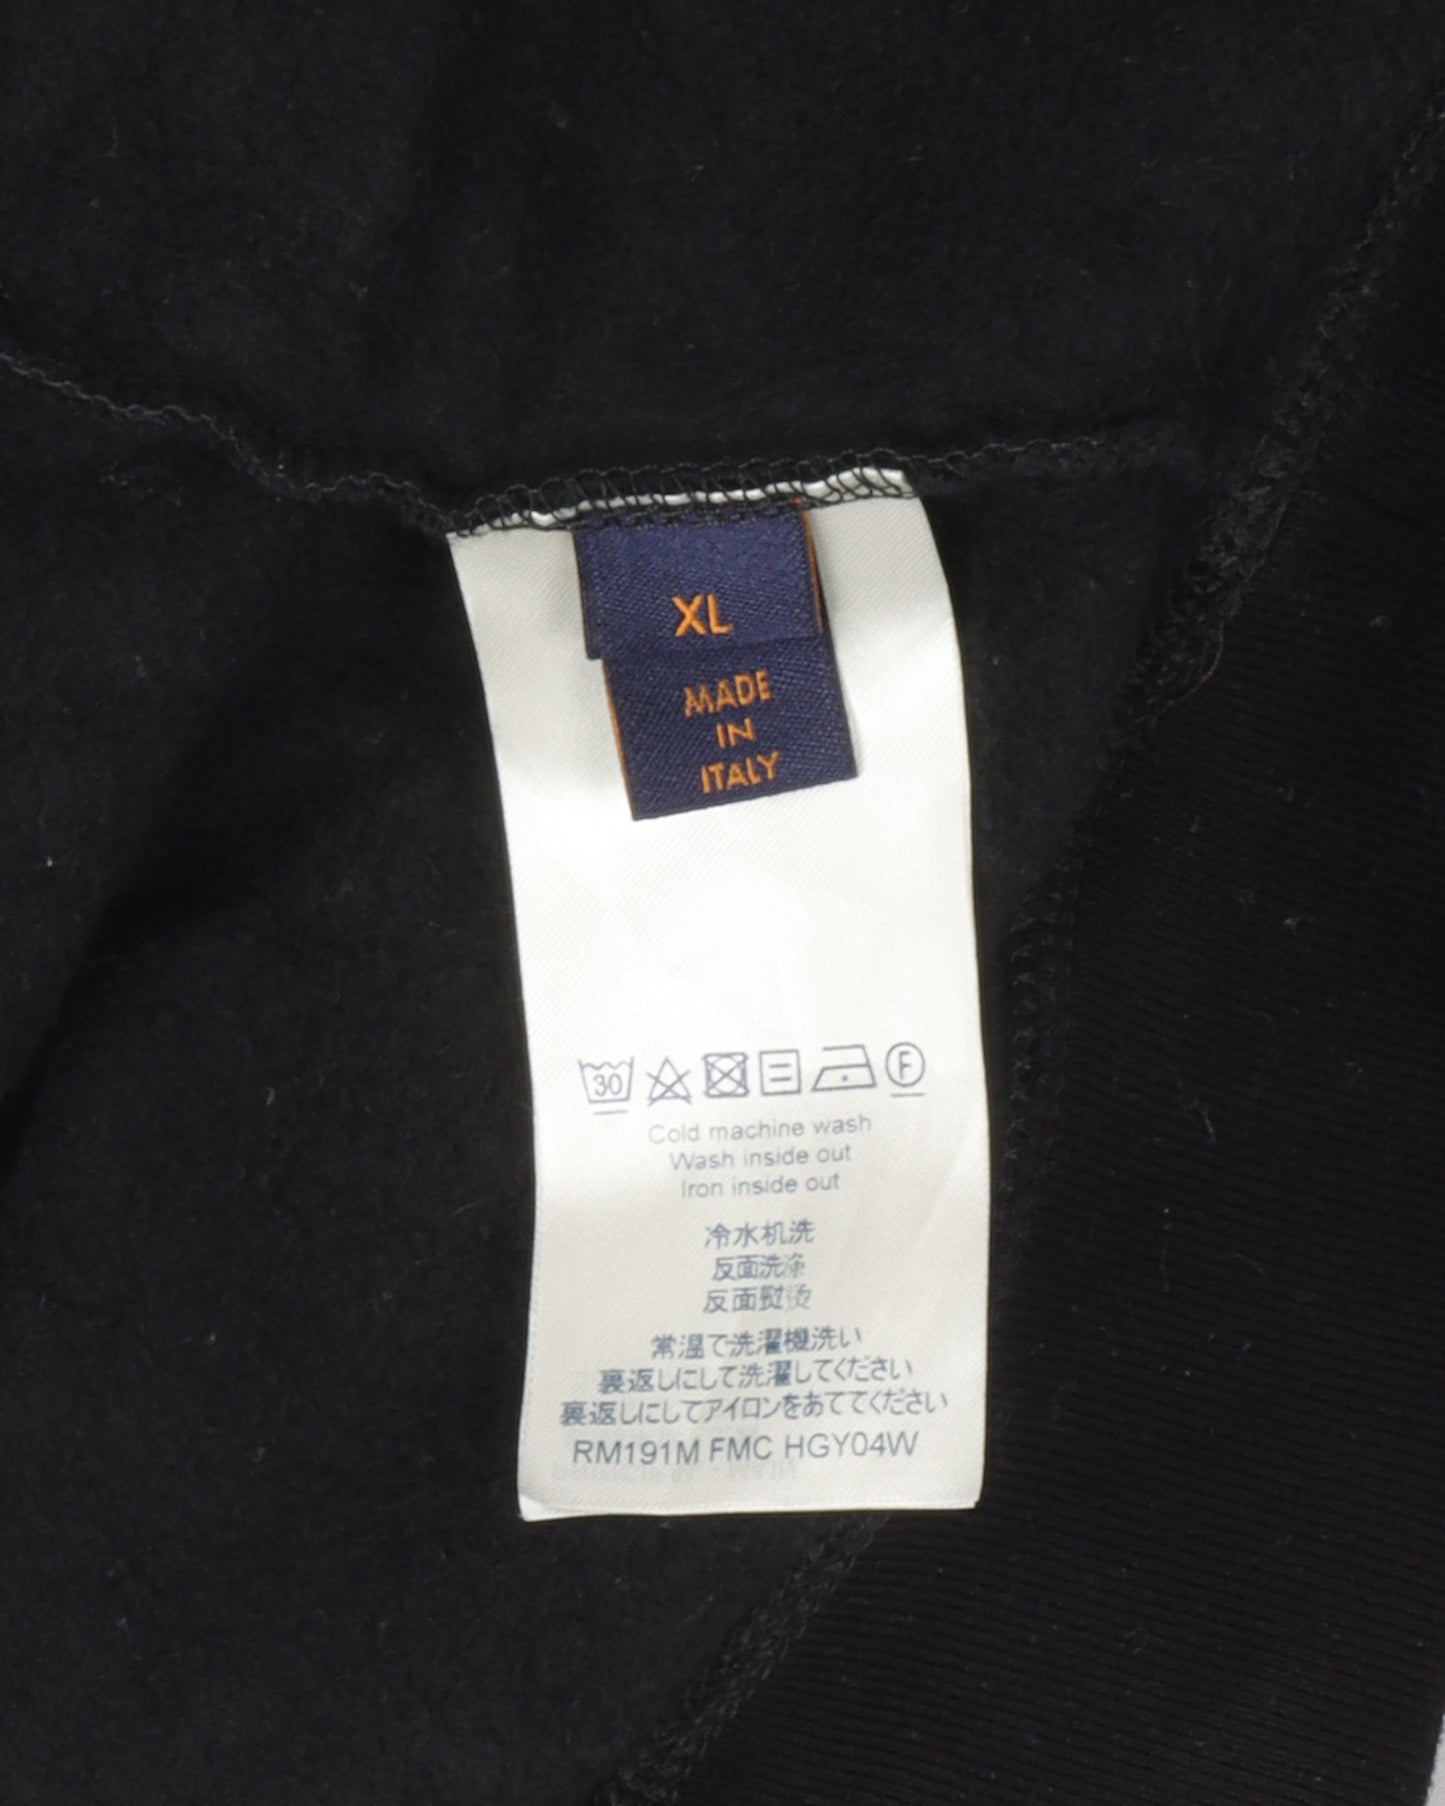 XL
MADE
IN
ITALY
30 F
Cold machine wash
Wash inside out
Iron inside out
冷水机洗
反面洗涤
反面熨烫
常温で洗濯機洗い
裏返しにして洗濯してください
裏返しにしてアイロンをあててください
RM191M FMC HGY04W